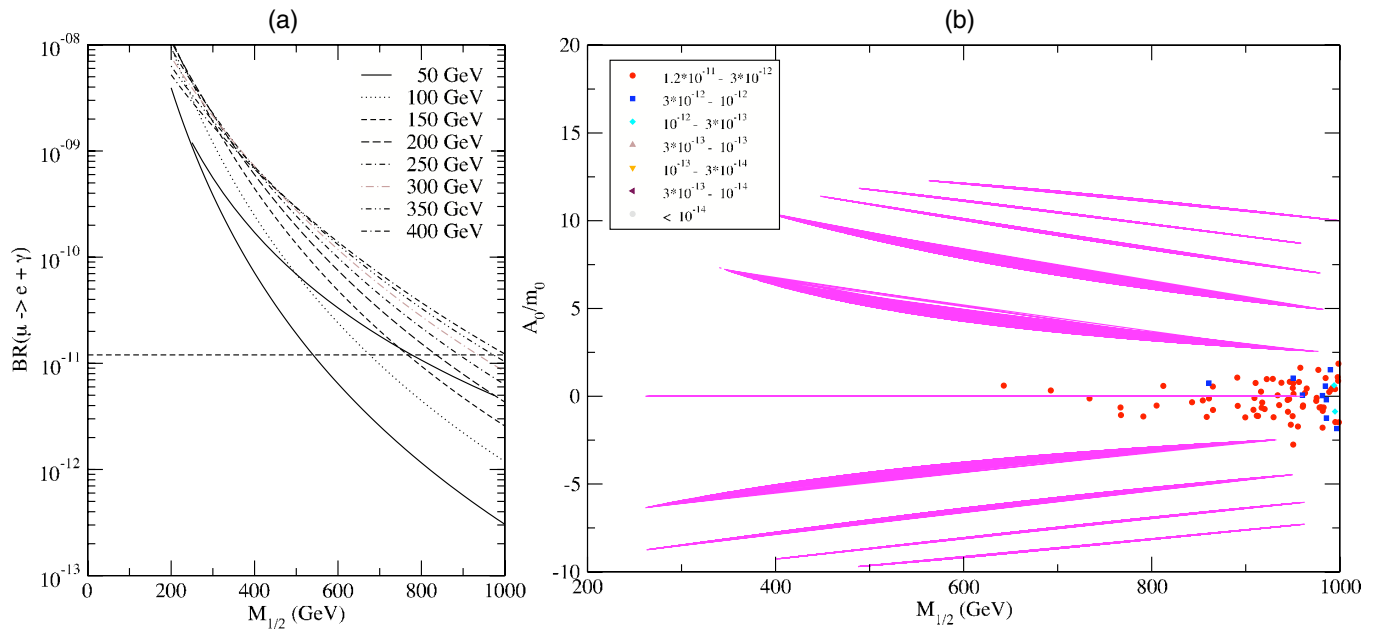 (a)
10^-08
10^-09
10^-10
10^-11
10^-12
10^-13
BR(μ -> e + γ)
50 GeV
100 GeV
150 GeV
200 GeV
250 GeV
300 GeV
350 GeV
400 GeV
0 200 400 600 800 1000
M_1/2 (GeV)
(b)
20
15
10
5
0
-5
-10
A_0/m_0
1.2*10^-11 - 3*10^-12
3*10^-12 - 10^-12
10^-12 - 3*10^-13
3*10^-13 - 10^-13
10^-13 - 3*10^-14
3*10^-13 - 10^-14
< 10^-14
200 400 600 800 1000
M_1/2 (GeV)